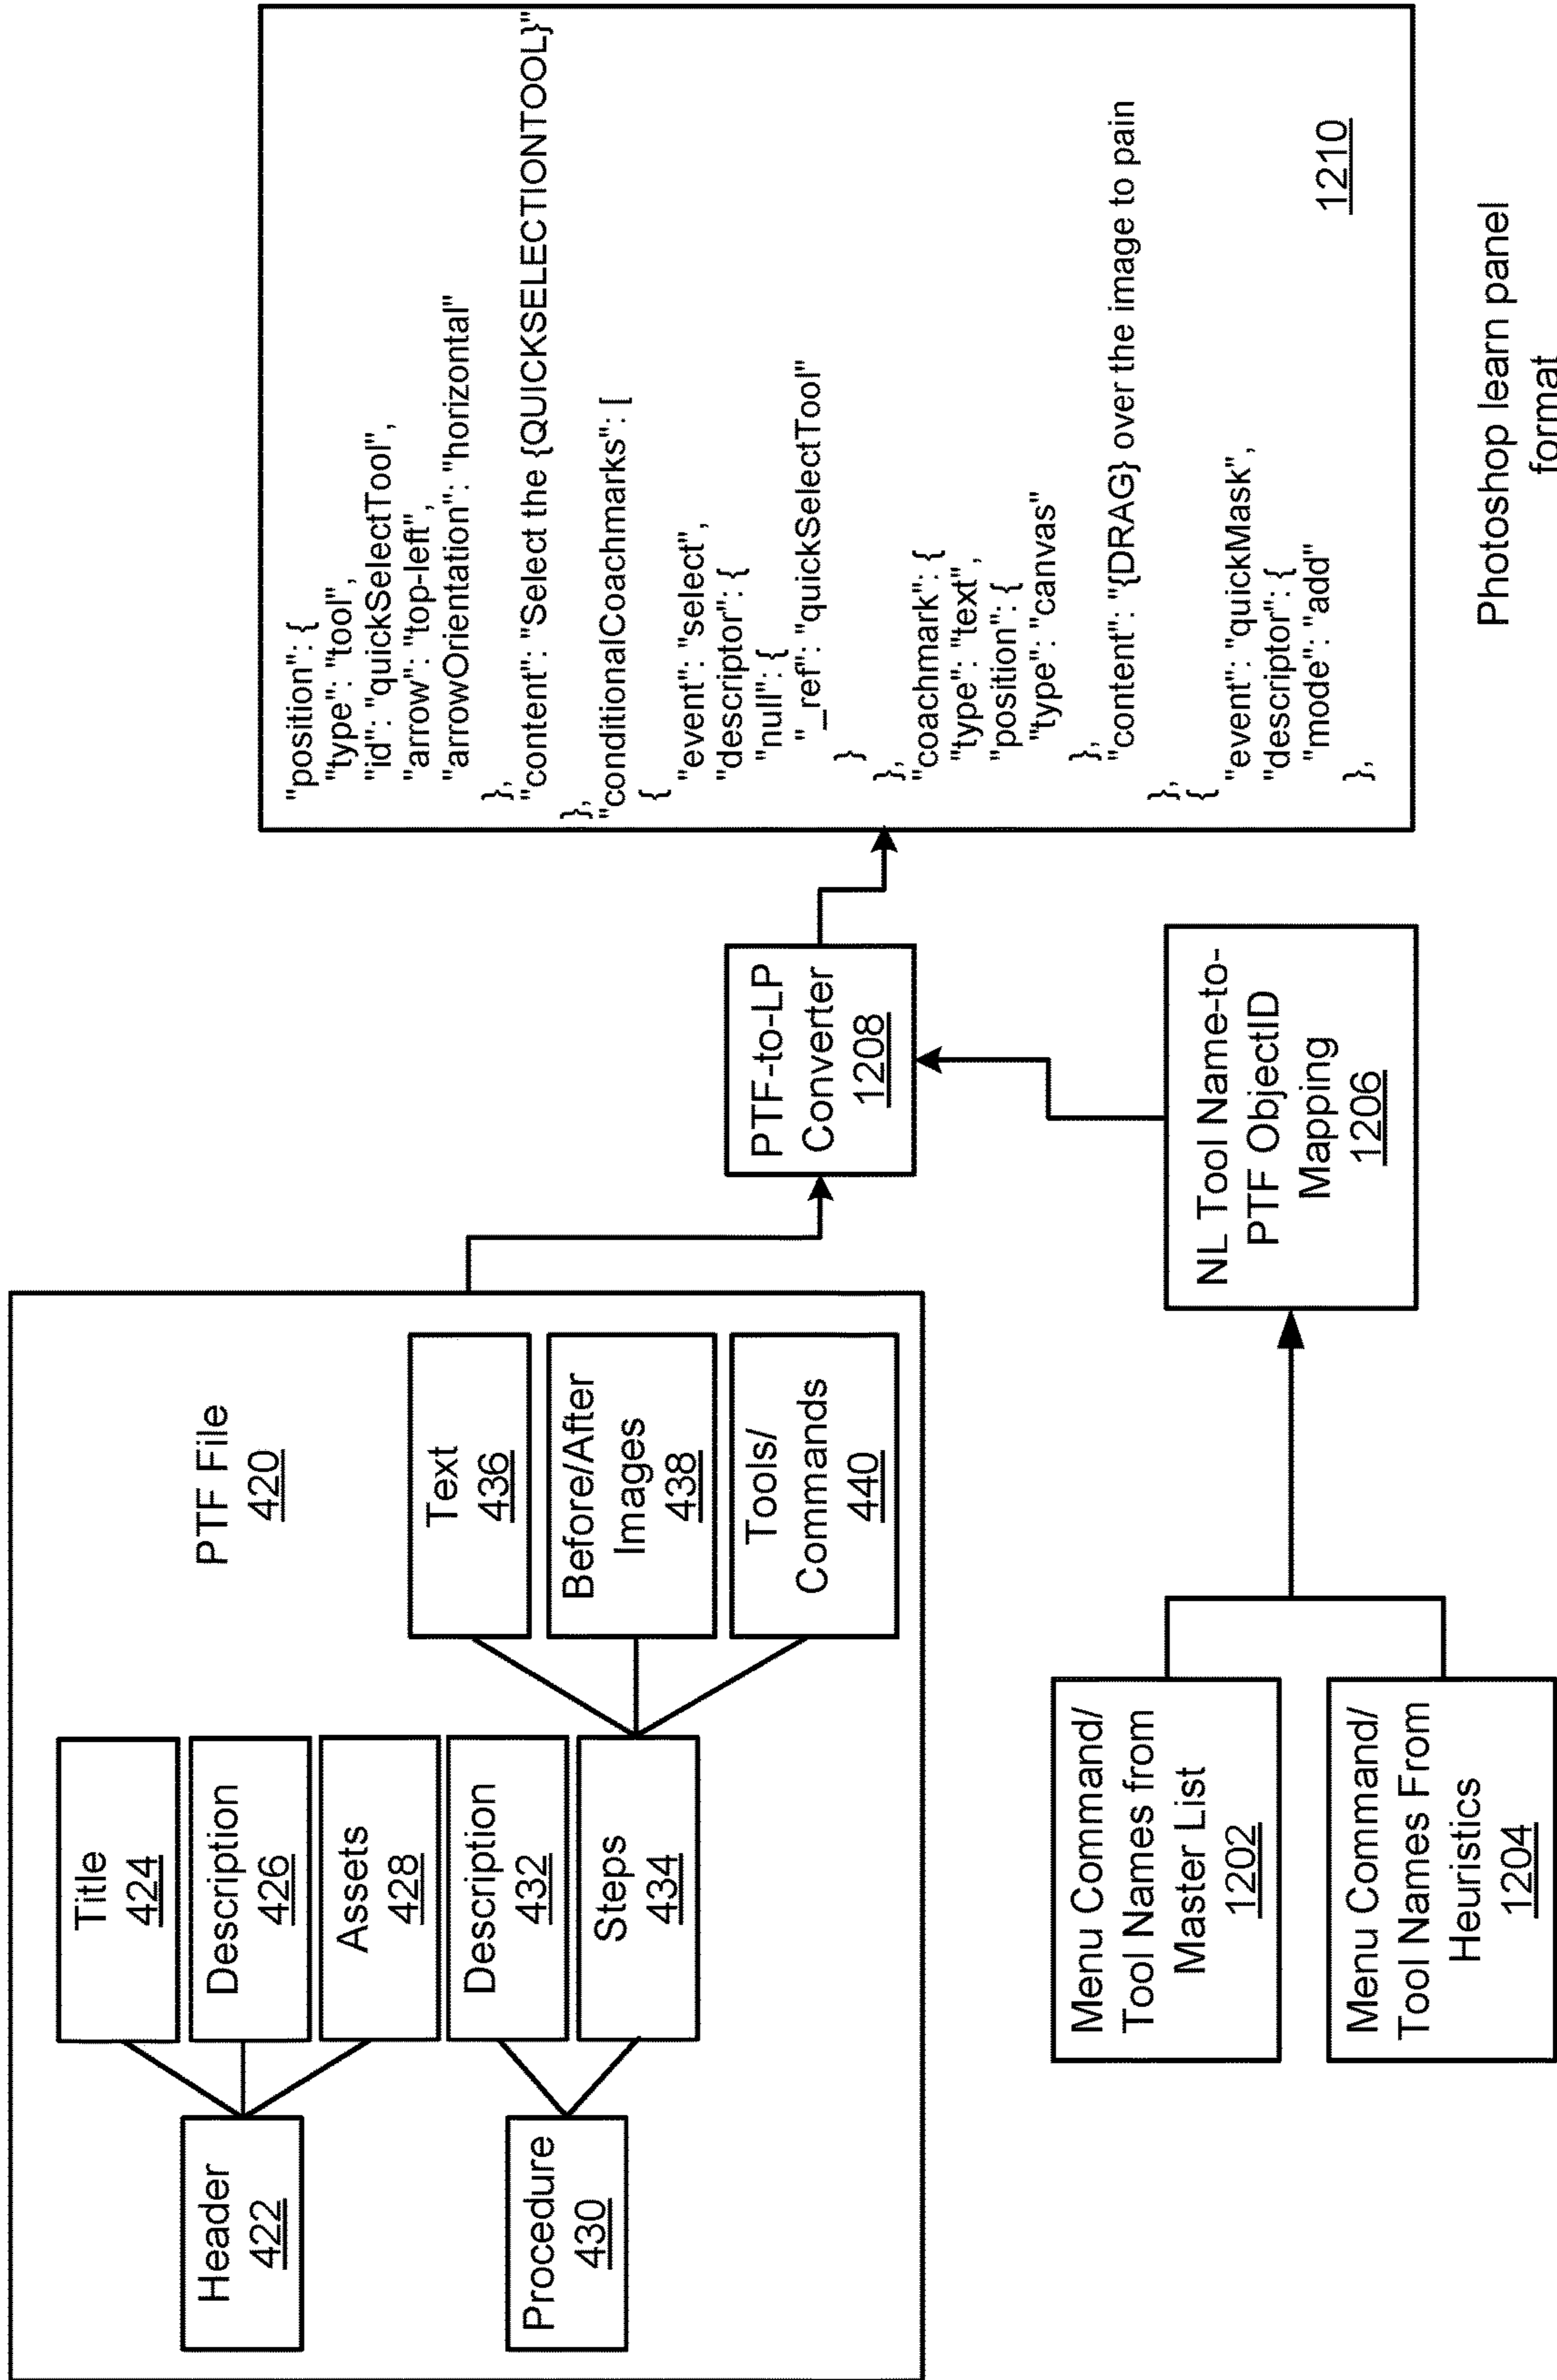 PTF File
420
Header
422
Title
424
Description
426
Assets
428
Procedure
430
Description
432
Steps
434
Text
436
Before/After
Images
438
Tools/
Commands
440
Menu Command/
Tool Names from
Master List
1202
Menu Command/
Tool Names From
Heuristics
1204
NL Tool Name-to-
PTF ObjectID
Mapping
1206
PTF-to-LP
Converter
1208
"position": {
"type": "tool",
"id": "quickSelectTool",
"arrow": "top-left",
"arrowOrientation": "horizontal"
},
"content": "Select the {QUICKSELECTIONTOOL}"
},
"conditionalCoachmarks": [
{
"event": "select",
"descriptor": {
"null": {
"_ref": "quickSelectTool"
}
},
"coachmark": {
"type": "text",
"position": {
"type": "canvas"
},
"content": "{DRAG} over the image to pain
},
{
"event": "quickMask",
"descriptor": {
"mode": "add"
},
1210
Photoshop learn panel
format